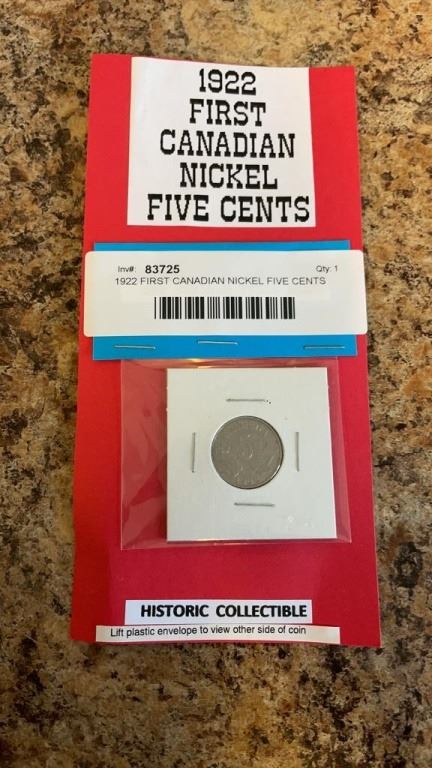 1922
FIRST
CANADIAN
NICKEL
FIVE CENTS
Inv#: 83725 Qty: 1
1922 FIRST CANADIAN NICKEL FIVE CENTS
5
HISTORIC COLLECTIBLE
Lift plastic envelope to view other side of coin